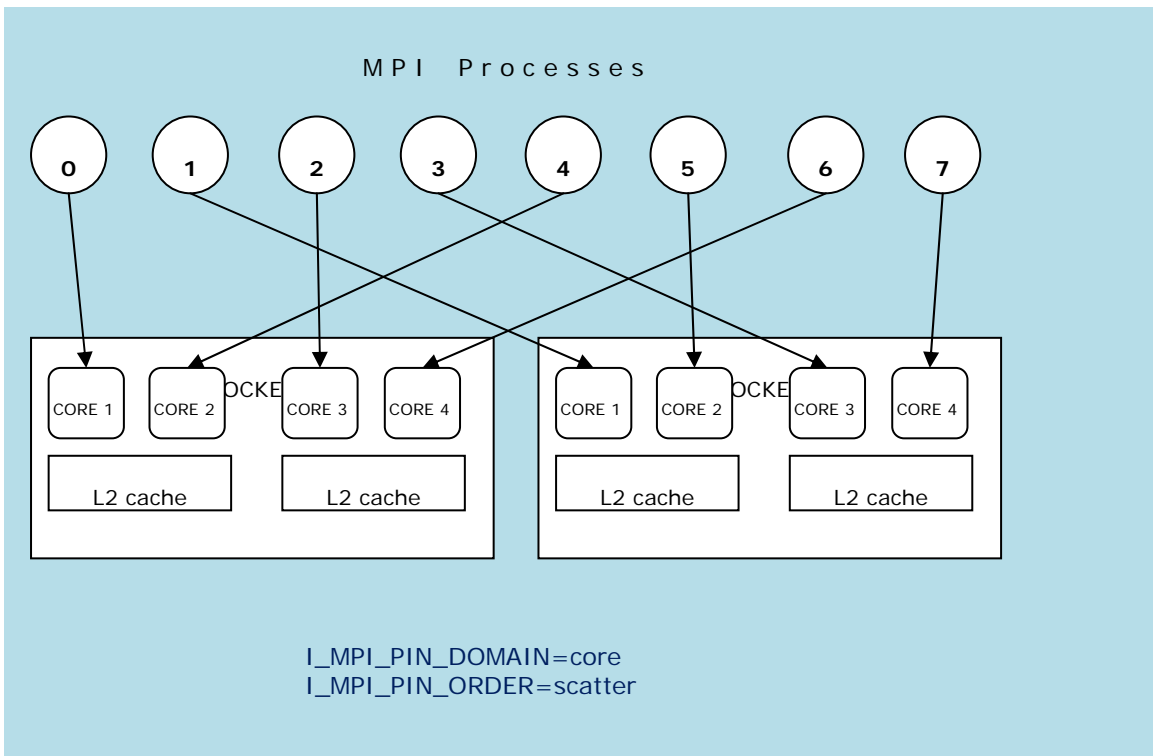 MPI Processes
0 1 2 3 4 5 6 7
OCKE OCKE
CORE 1 CORE 2 CORE 3 CORE 4 CORE 1 CORE 2 CORE 3 CORE 4
L2 cache L2 cache L2 cache L2 cache
I_MPI_PIN_DOMAIN=core
I_MPI_PIN_ORDER=scatter